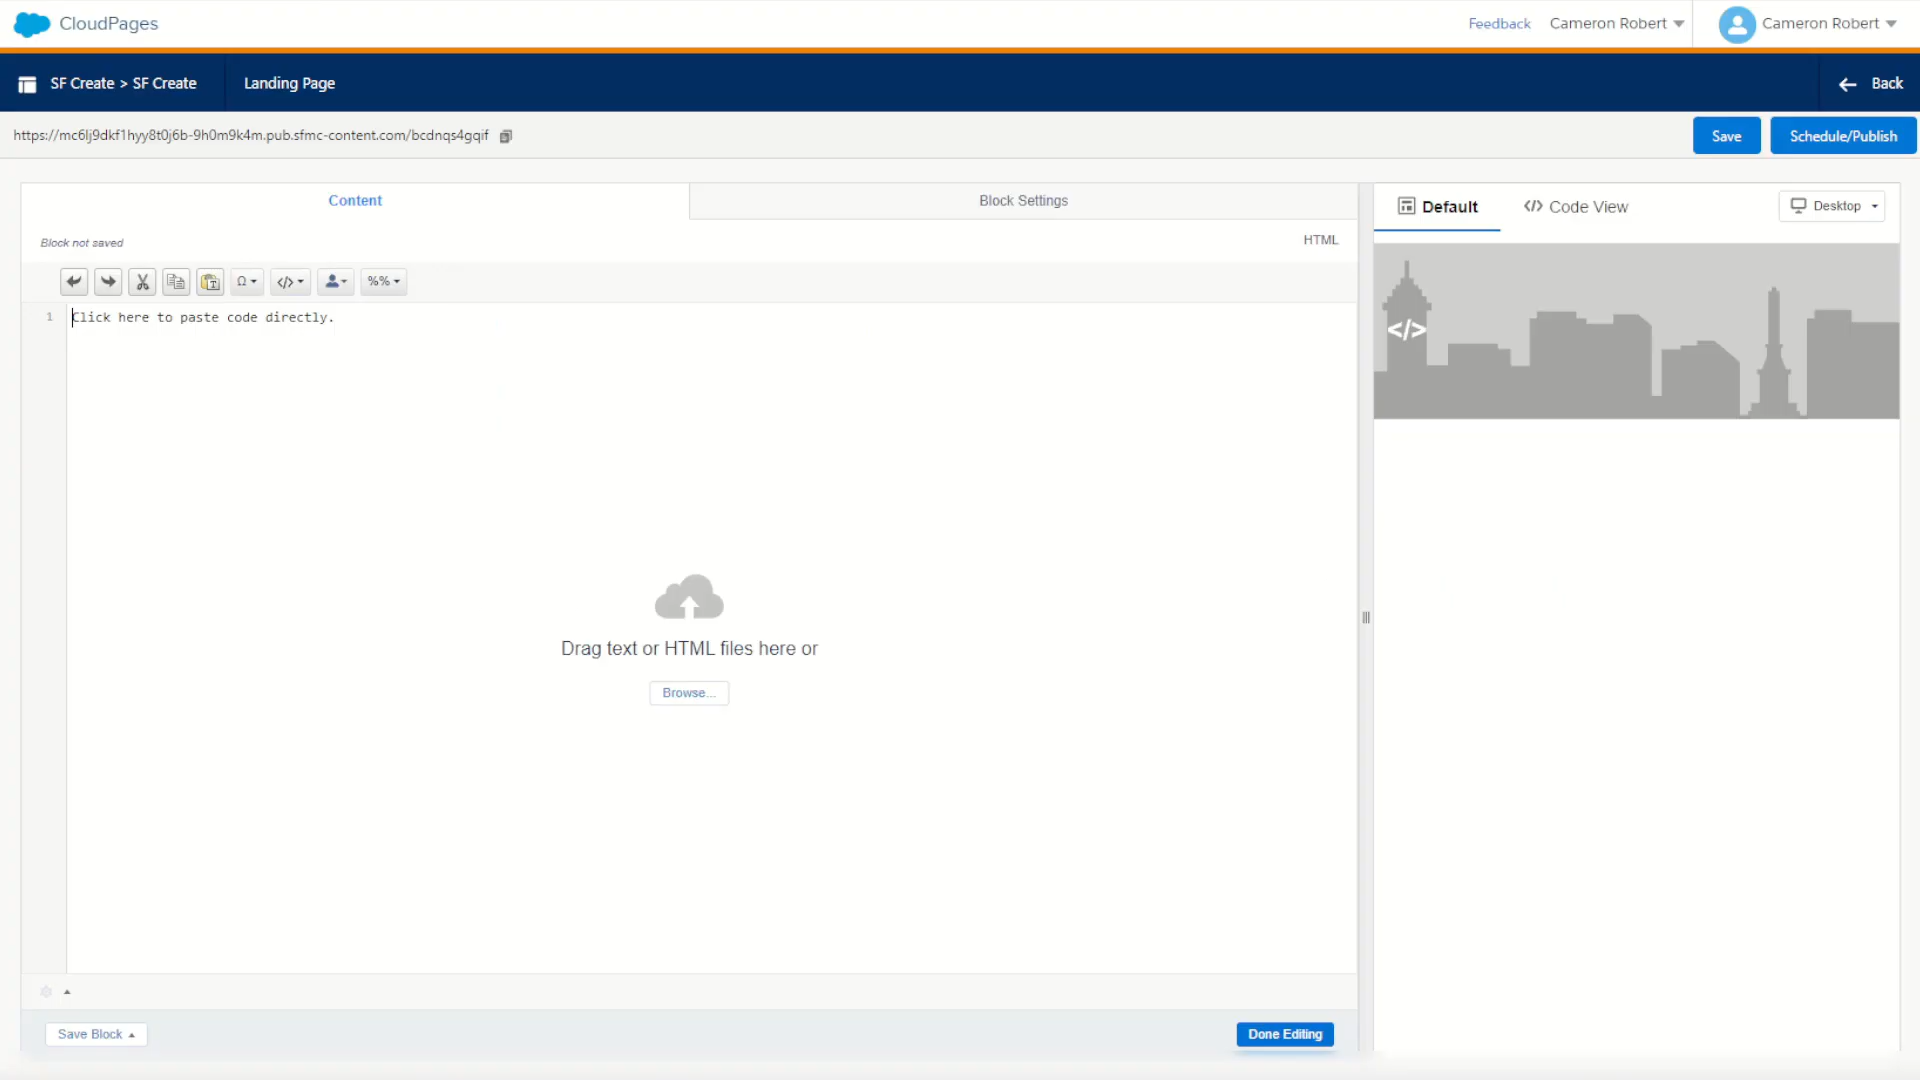 CloudPages
Feedback
Cameron Robert
Cameron Robert
SF Create > SF Create
Landing Page
Back
https://mc6lj9dkf1hyy8t0j6b-9h0m9k4m.pub.sfmc-content.com/bcdnqs4gqif
Save
Schedule/Publish
Content
Block Settings
Default
</> Code View
Desktop
Block not saved
HTML
Ω
</>
%%
1
Click here to paste code directly.
</>
Drag text or HTML files here or
Browse...
Save Block
Done Editing